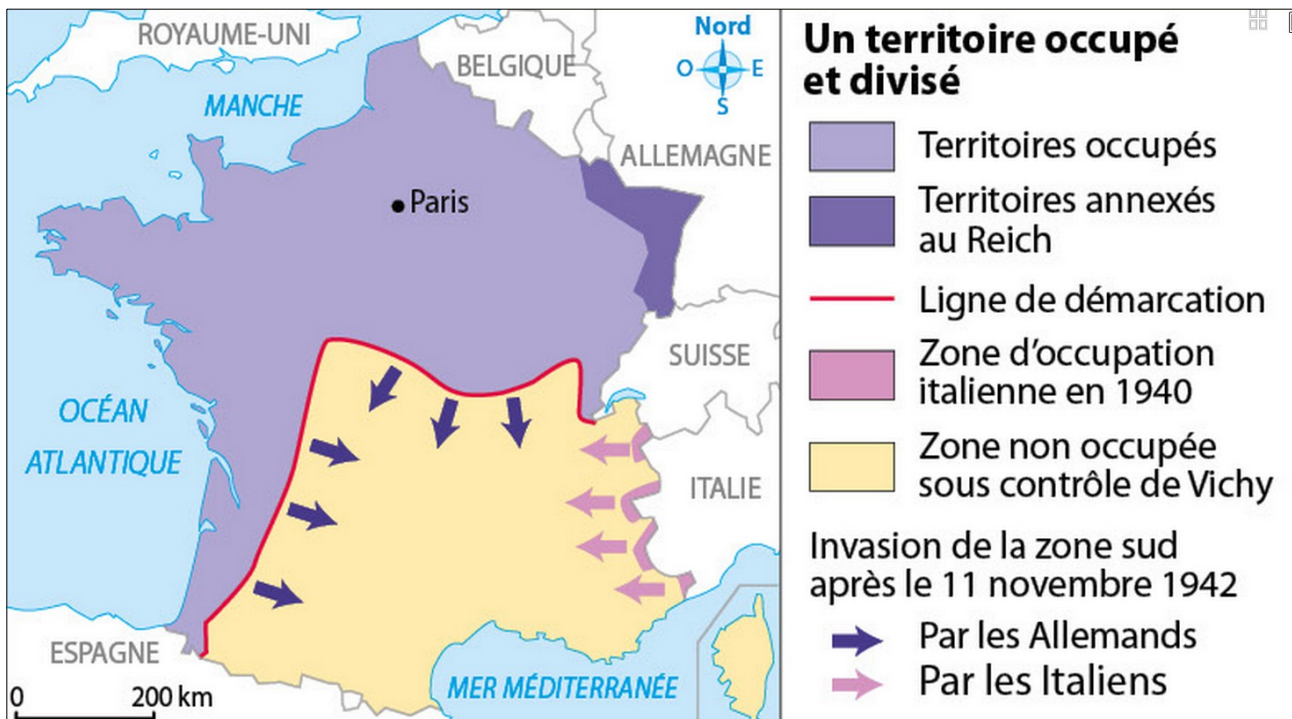 ROYAUME-UNI
Nord
BELGIQUE
O
E
S
MANCHE
ALLEMAGNE
Paris
SUISSE
OCÉAN
ATLANTIQUE
ITALIE
ESPAGNE
MER MÉDITERRANÉE
0
200 km
Un territoire occupé
et divisé
Territoires occupés
Territoires annexés
au Reich
Ligne de démarcation
Zone d'occupation
italienne en 1940
Zone non occupée
sous contrôle de Vichy
Invasion de la zone sud
après le 11 novembre 1942
Par les Allemands
Par les Italiens